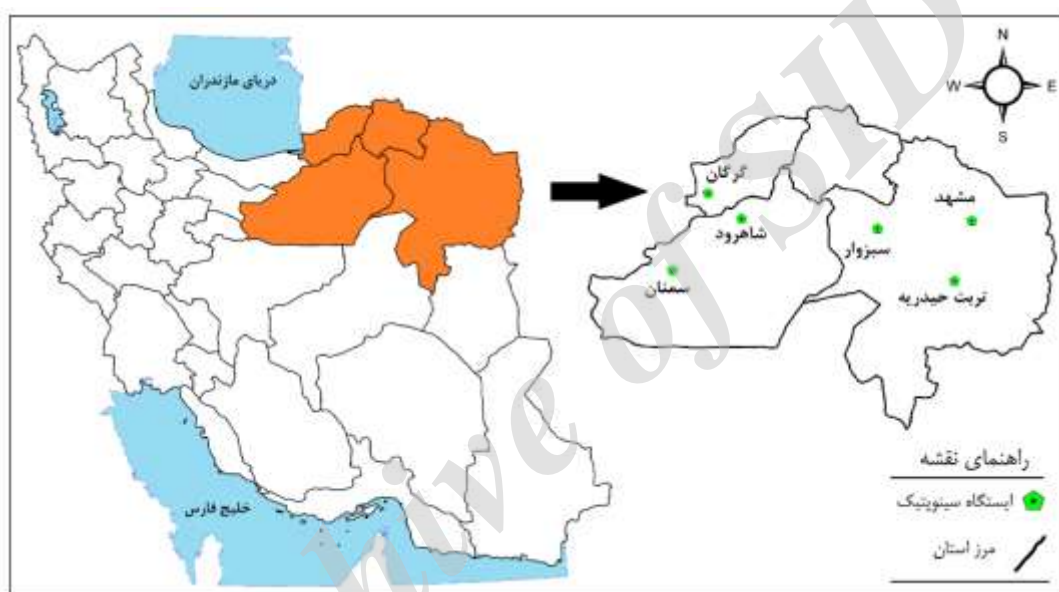 دریای مازندران
خلیج فارس
N
W
E
S
گرگان
شاهرود
سمنان
مشهد
سبزوار
تربت حیدریه
راهنمای نقشه
ایستگاه سینوپتیک
مرز استان
hive of SID